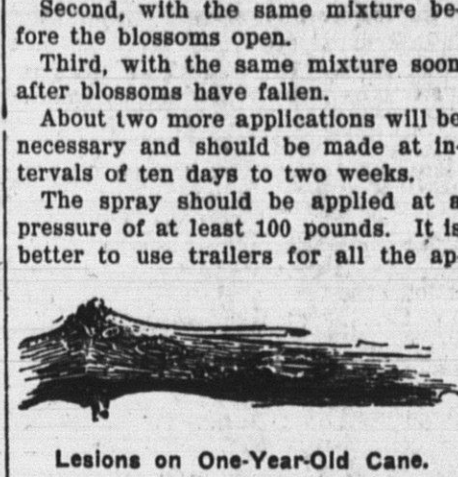 Second, with the same mixture be-
fore the blossoms open.
Third, with the same mixture soon
after blossoms have fallen.
About two more applications will be
necessary and should be made at in-
tervals of ten days to two weeks.
The spray should be applied at a
pressure of at least 100 pounds. It is
better to use trailers for all the ap-
Lesions on One-Year-Old Cane.